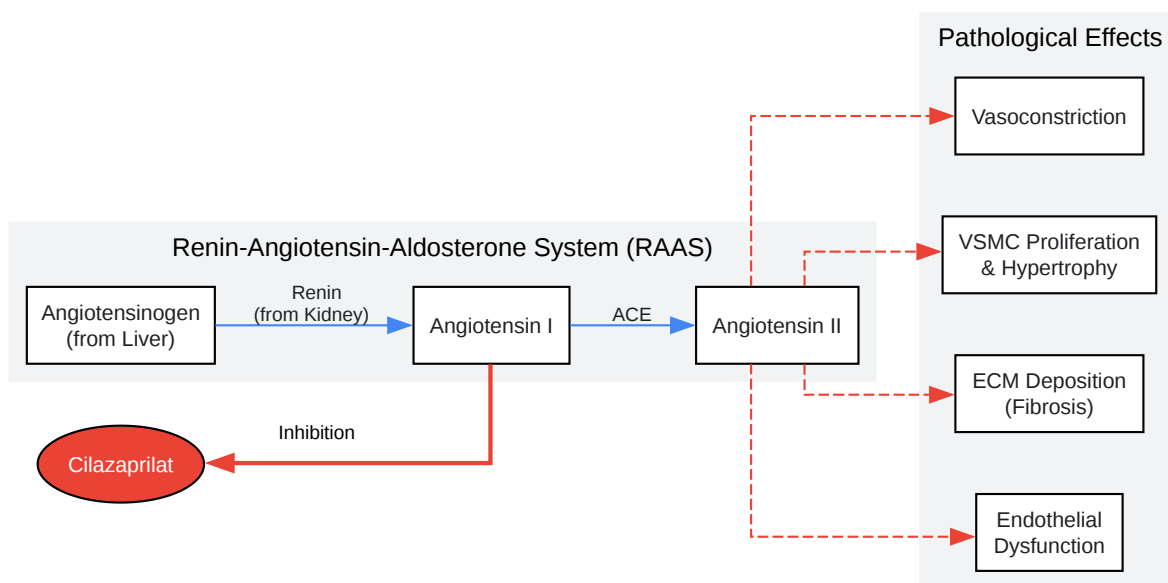 Pathological Effects
Vasoconstriction
VSMC Proliferation
& Hypertrophy
Renin-Angiotensin-Aldosterone System (RAAS)
Angiotensinogen
(from Liver)
Renin
(from Kidney)
Angiotensin I
ACE
Angiotensin II
ECM Deposition
(Fibrosis)
Inhibition
Cilazaprilat
Endothelial
Dysfunction